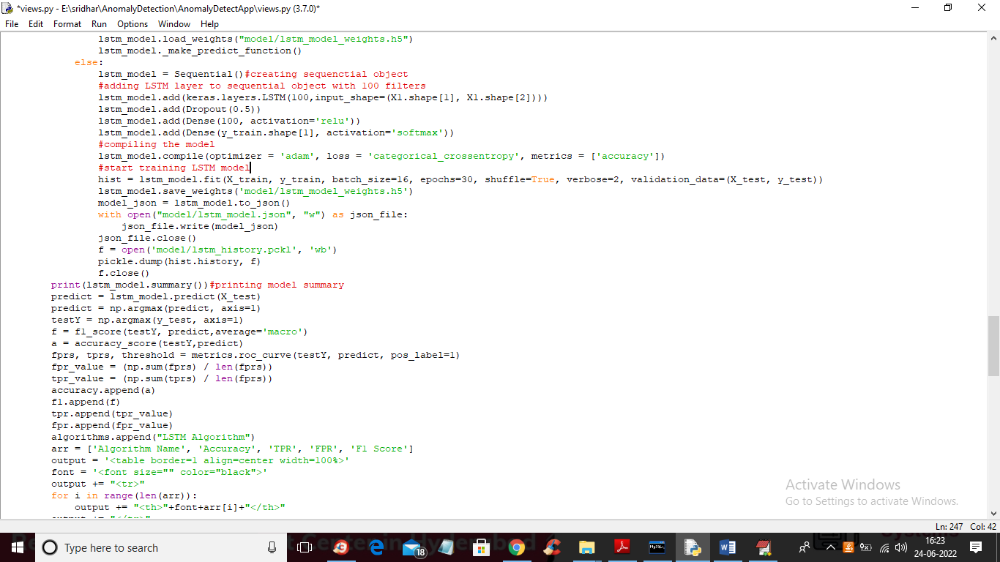 *views.py - E:\sridhar\AnomalyDetection\AnomalyDetectApp\views.py (3.7.0)*
File Edit Format Run Options Window Help
lstm_model.load_weights("model/lstm_model_weights.h5")
lstm_model._make_predict_function()
else:
lstm_model = Sequential()#creating sequenctial object
#adding LSTM layer to sequential object with 100 filters
lstm_model.add(keras.layers.LSTM(100,input_shape=(X1.shape[1], X1.shape[2])))
lstm_model.add(Dropout(0.5))
lstm_model.add(Dense(100, activation='relu'))
lstm_model.add(Dense(y_train.shape[1], activation='softmax'))
#compiling the model
lstm_model.compile(optimizer = 'adam', loss = 'categorical_crossentropy', metrics = ['accuracy'])
#start training LSTM model
hist = lstm_model.fit(X_train, y_train, batch_size=16, epochs=30, shuffle=True, verbose=2, validation_data=(X_test, y_test))
lstm_model.save_weights('model/lstm_model_weights.h5')
model_json = lstm_model.to_json()
with open("model/lstm_model.json", "w") as json_file:
json_file.write(model_json)
json_file.close()
f = open('model/lstm_history.pckl', 'wb')
pickle.dump(hist.history, f)
f.close()
print(lstm_model.summary())#printing model summary
predict = lstm_model.predict(X_test)
predict = np.argmax(predict, axis=1)
testY = np.argmax(y_test, axis=1)
f = f1_score(testY, predict,average='macro')
a = accuracy_score(testY,predict)
fprs, tprs, threshold = metrics.roc_curve(testY, predict, pos_label=1)
fpr_value = (np.sum(fprs) / len(fprs))
tpr_value = (np.sum(tprs) / len(fprs))
accuracy.append(a)
f1.append(f)
tpr.append(tpr_value)
fpr.append(fpr_value)
algorithms.append("LSTM Algorithm")
arr = ['Algorithm Name', 'Accuracy', 'TPR', 'FPR', 'F1 Score']
output = '<table border=1 align=center width=100%>'
font = '<font size="" color="black">'
output += "<tr>"
for i in range(len(arr)):
output += "<th>"+font+arr[i]+"</th>"
Activate Windows
Go to Settings to activate Windows.
Ln: 247 Col: 42
Type here to search
18
MySQL
16:23
24-06-2022